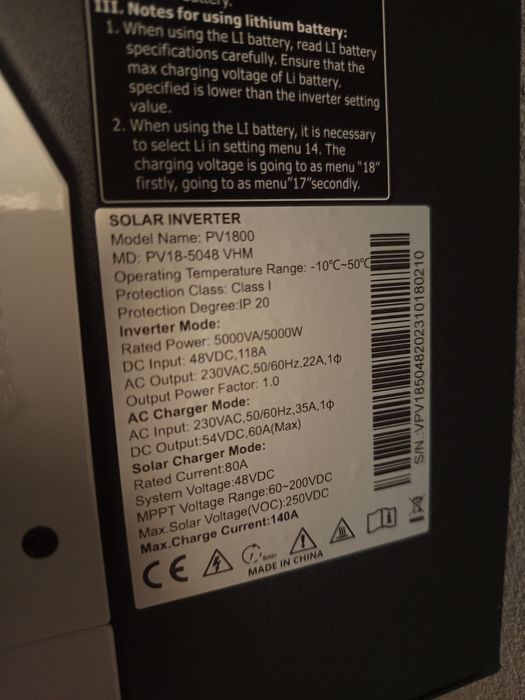 III. Notes for using lithium battery:
1. When using the LI battery, read LI battery
specifications carefully. Ensure that the
max charging voltage of Li battery.
specified is lower than the inverter setting
value.
2. When using the LI battery, it is necessary
to select Li in setting menu 14. The
charging voltage is going to as menu "18"
firstly, going to as menu"17"secondly.
SOLAR INVERTER
Model Name: PV1800
MD: PV18-5048 VHM
Operating Temperature Range: -10℃~50℃
Protection Class: Class I
Protection Degree:IP 20
Inverter Mode:
Rated Power: 5000VA/5000W
DC Input: 48VDC,118A
AC Output: 230VAC,50/60Hz,22A,1ϕ
Output Power Factor: 1.0
AC Charger Mode:
AC Input: 230VAC,50/60Hz,35A,1ϕ
DC Output:54VDC,60A(Max)
Solar Charger Mode:
Rated Current:80A
System Voltage:48VDC
MPPT Voltage Range:60~200VDC
Max.Solar Voltage(VOC):250VDC
Max.Charge Current:140A
CE
5min
MADE IN CHINA
S/N.:VPV185048202310180210